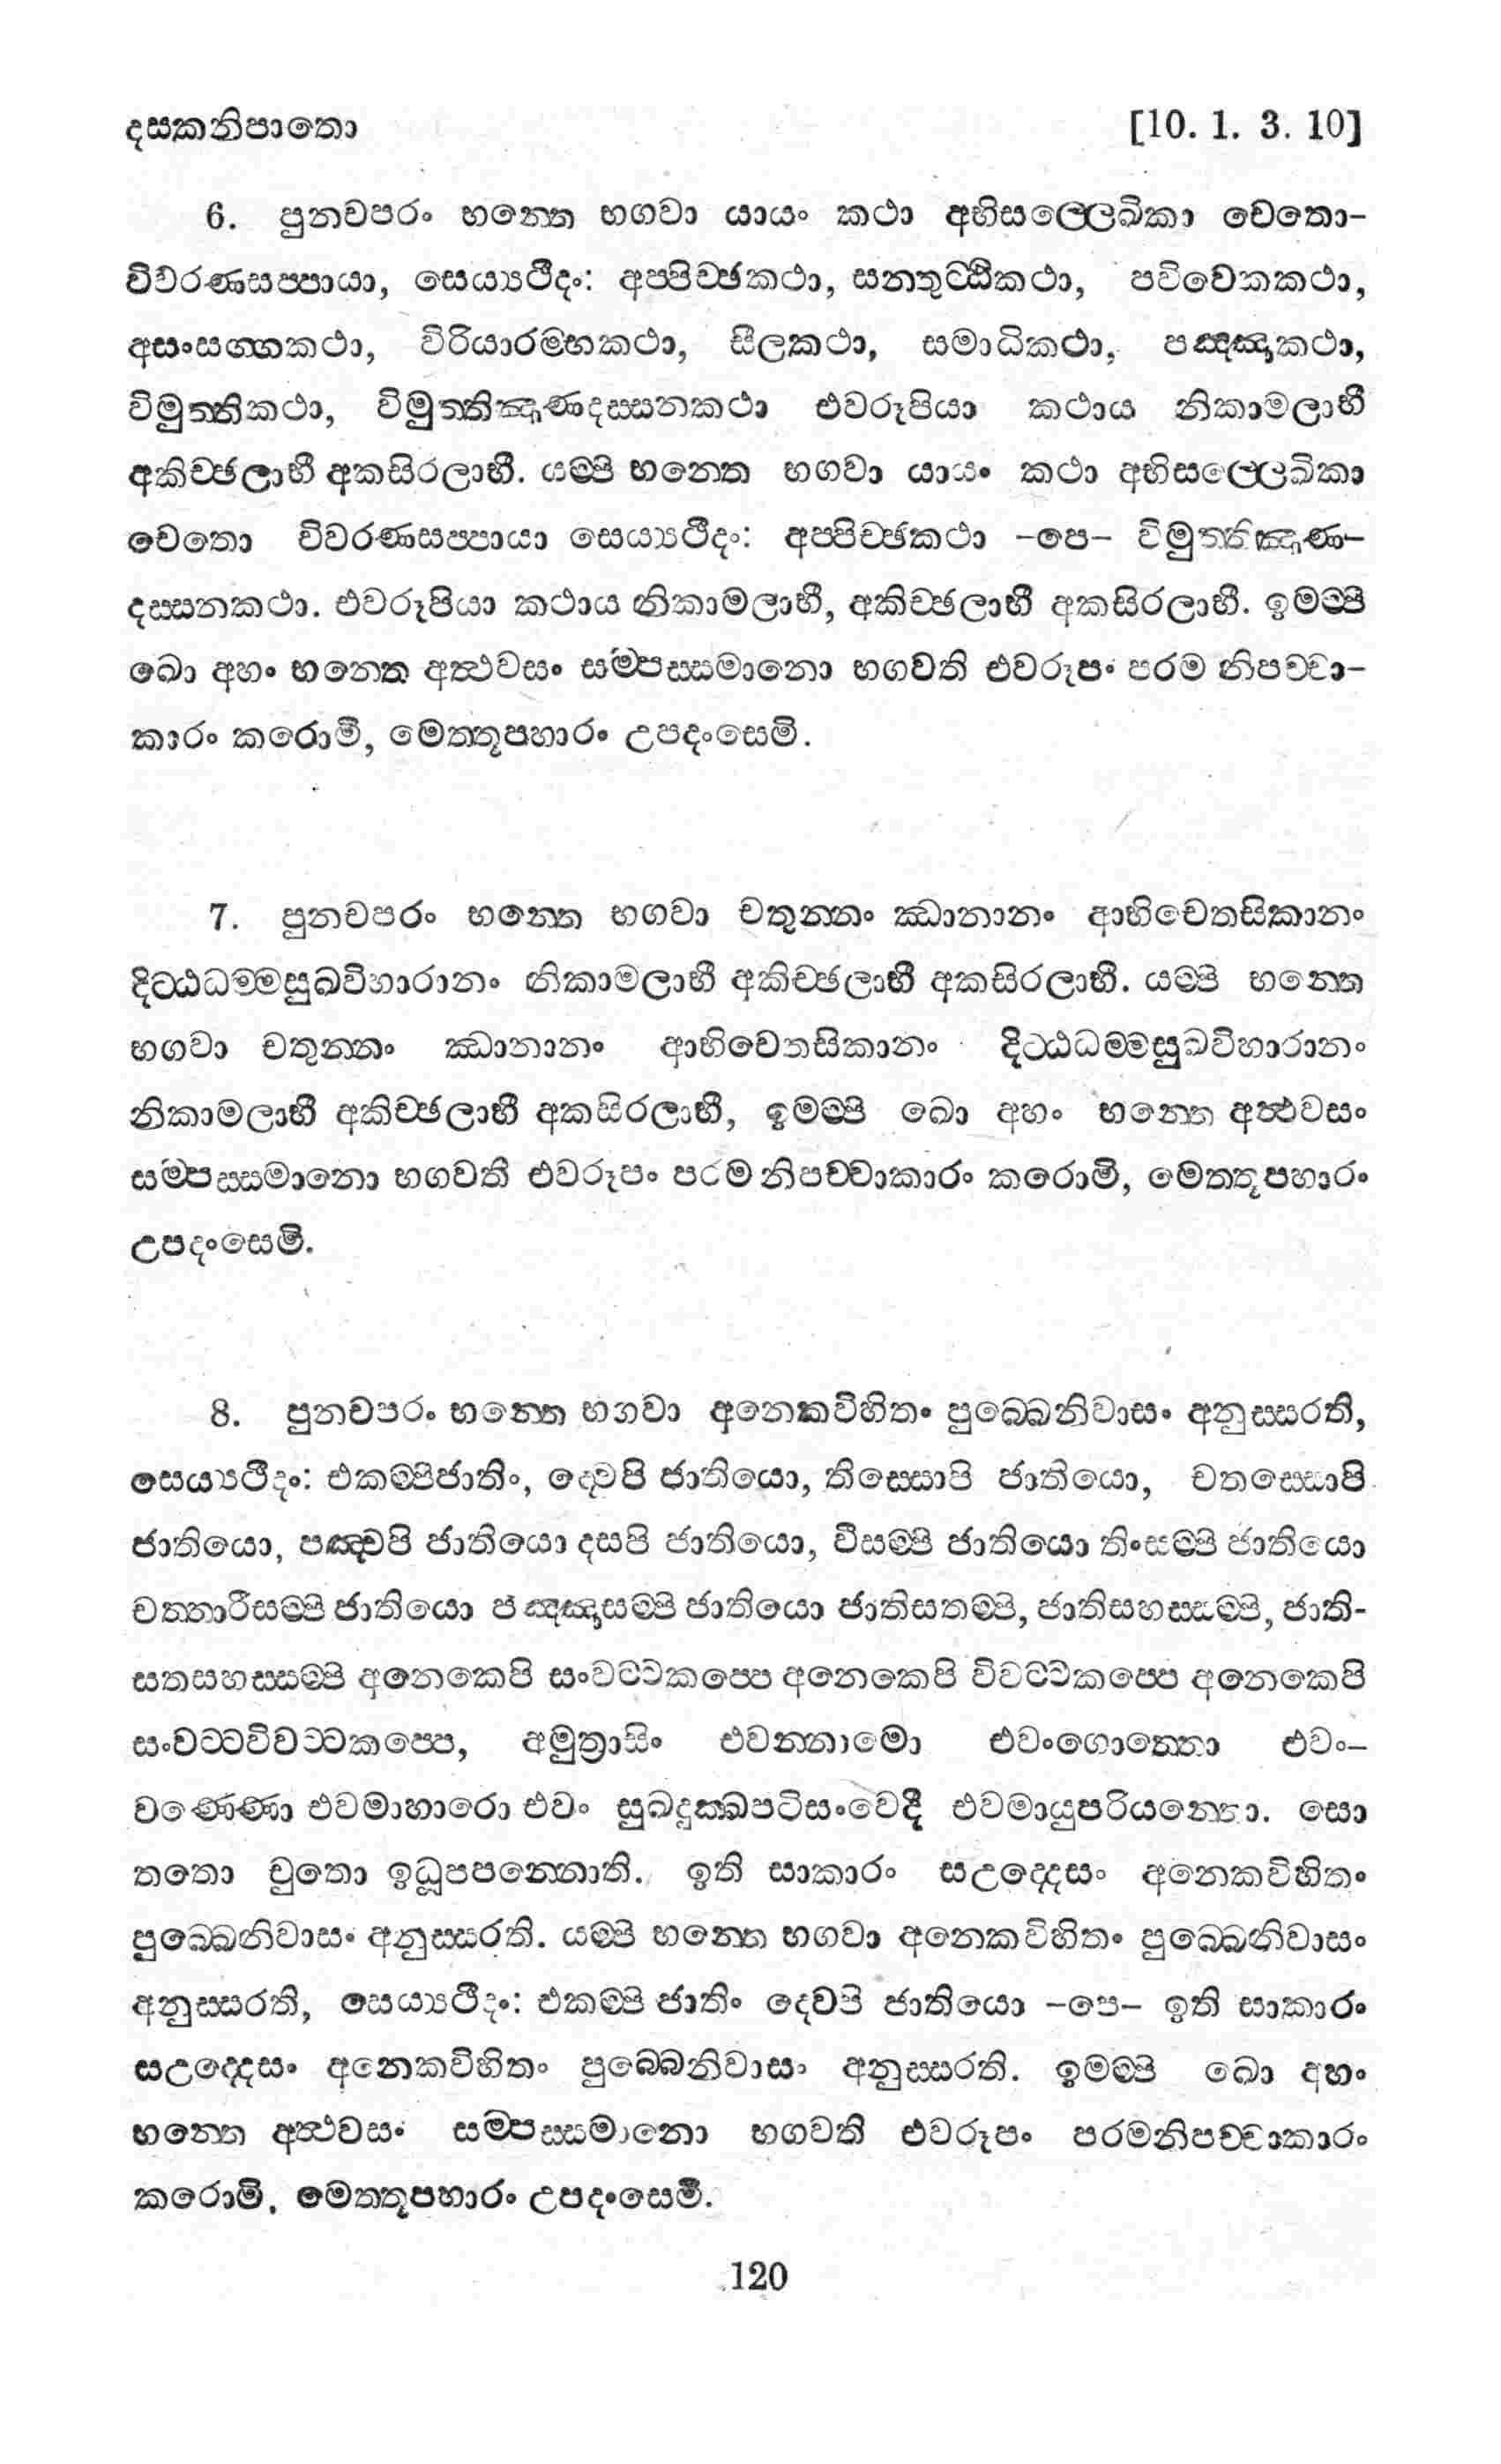 දසකනිපාතො [10. 1. 3. 10]
6. පුනචපරං භන්තෙ භගවා යායං කථා අභිසල්ලෙඛිකා චෙතො-
විවරණසප්පායා, සෙය්‍යථීදං: අප්පිච්ඡකථා, සන්තුට්ඨිකථා, පවිවෙකකථා,
අසංසග්ගකථා, විරියාරම්භකථා, සීලකථා, සමාධිකථා, පඤ්ඤාකථා,
විමුත්තිකථා, විමුත්තිඤාණදස්සනකථා එවරූපියා කථාය නිකාමලාභී
අකිච්ඡලාභී අකසිරලාභී. යම්පි භන්තෙ භගවා යායං කථා අභිසල්ලෙඛිකා
චෙතො විවරණසප්පායා සෙය්‍යථීදං: අප්පිච්ඡකථා -පෙ- විමුත්තිඤාණ-
දස්සනකථා. එවරූපියා කථාය නිකාමලාභී, අකිච්ඡලාභී අකසිරලාභී. ඉමම්පි
ඛො අහං භන්තෙ අත්ථවසං සම්පස්සමානො භගවති එවරූපං පරම නිපච්චා-
කාරං කරොමි, මෙත්තූපහාරං උපදංසෙමි.
7. පුනචපරං භන්තෙ භගවා චතුන්නං ඣානානං ආභිචෙතසිකානං
දිට්ඨධම්මසුඛවිහාරානං නිකාමලාභී අකිච්ඡලාභී අකසිරලාභී. යම්පි භන්තෙ
භගවා චතුන්නං ඣානානං ආභිචෙතසිකානං දිට්ඨධම්මසුඛවිහාරානං
නිකාමලාභී අකිච්ඡලාභී අකසිරලාභී, ඉමම්පි ඛො අහං භන්තෙ අත්ථවසං
සම්පස්සමානො භගවති එවරූපං පරම නිපච්චාකාරං කරොමි, මෙත්තූපහාරං
උපදංසෙමි.
8. පුනචපරං භන්තෙ භගවා අනෙකවිහිතං පුබ්බෙනිවාසං අනුස්සරති,
සෙය්‍යථීදං: එකම්පිජාතිං, ද්වෙපි ජාතියො, තිස්සොපි ජාතියො, චතස්සොපි
ජාතියො, පඤ්චපි ජාතියො දසපි ජාතියො, වීසම්පි ජාතියො තිංසම්පි ජාතියො
චත්තාරීසම්පි ජාතියො පඤ්ඤාසම්පි ජාතියො ජාතිසතම්පි, ජාතිසහස්සම්පි, ජාති-
සතසහස්සම්පි අනෙකෙපි සංවට්ටකප්පෙ අනෙකෙපි විවට්ටකප්පෙ අනෙකෙපි
සංවට්ටවිවට්ටකප්පෙ, අමුත්‍රාසිං එවන්නාමො එවංගොත්තො එවං-
වණ්ණො එවමාහාරො එවං සුඛදුක්ඛපටිසංවෙදී එවමායුපරියන්තො. සො
තතො චුතො ඉධූපපන්නොති. ඉති සාකාරං සඋද්දෙසං අනෙකවිහිතං
පුබ්බෙනිවාසං අනුස්සරති. යම්පි භන්තෙ භගවා අනෙකවිහිතං පුබ්බෙනිවාසං
අනුස්සරති, සෙය්‍යථීදං: එකම්පි ජාතිං ද්වෙපි ජාතියො -පෙ- ඉති සාකාරං
සඋද්දෙසං අනෙකවිහිතං පුබ්බෙනිවාසං අනුස්සරති. ඉමම්පි ඛො අහං
භන්තෙ අත්ථවසං සම්පස්සමානො භගවති එවරූපං පරමනිපච්චාකාරං
කරොමි, මෙත්තූපහාරං උපදංසෙමි.
120